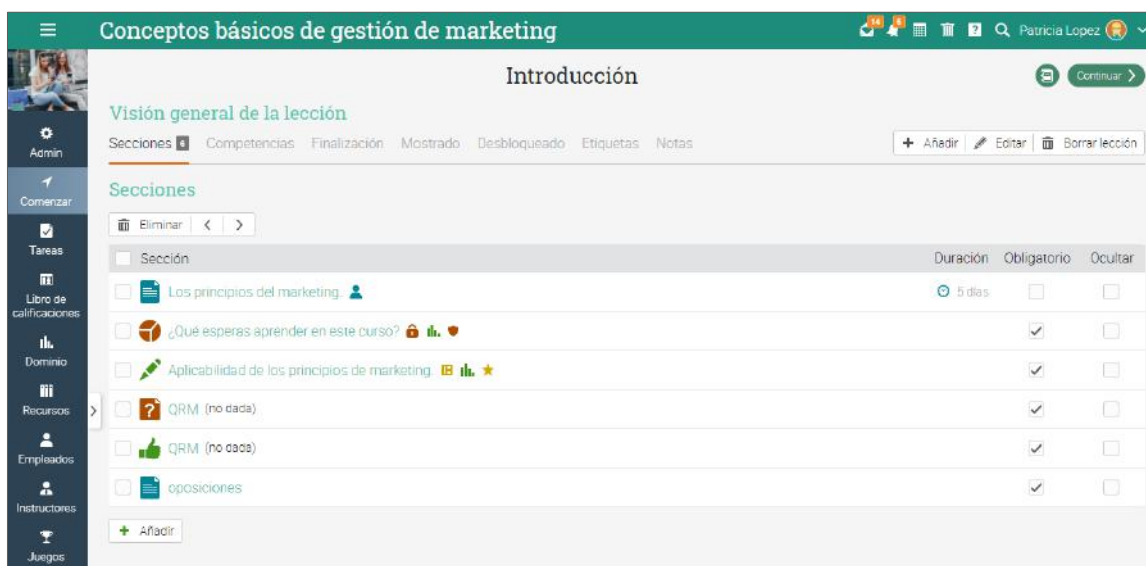 Conceptos básicos de gestión de marketing
14
6
Patricia Lopez
Introducción
Continuar
Visión general de la lección
Secciones 6 Competencias Finalización Mostrado Desbloqueado Etiquetas Notas
+ Añadir Editar Borrar lección
Admin
Comenzar
Tareas
Libro de
calificaciones
Dominio
Recursos
Empleados
Instructores
Juegos
Secciones
Eliminar < >
Sección Duración Obligatorio Ocultar
Los principios del marketing. 5 días
¿Qué esperas aprender en este curso?
Aplicabilidad de los principios de marketing.
QRM (no dada)
QRM (no dada)
oposiciones
+ Añadir